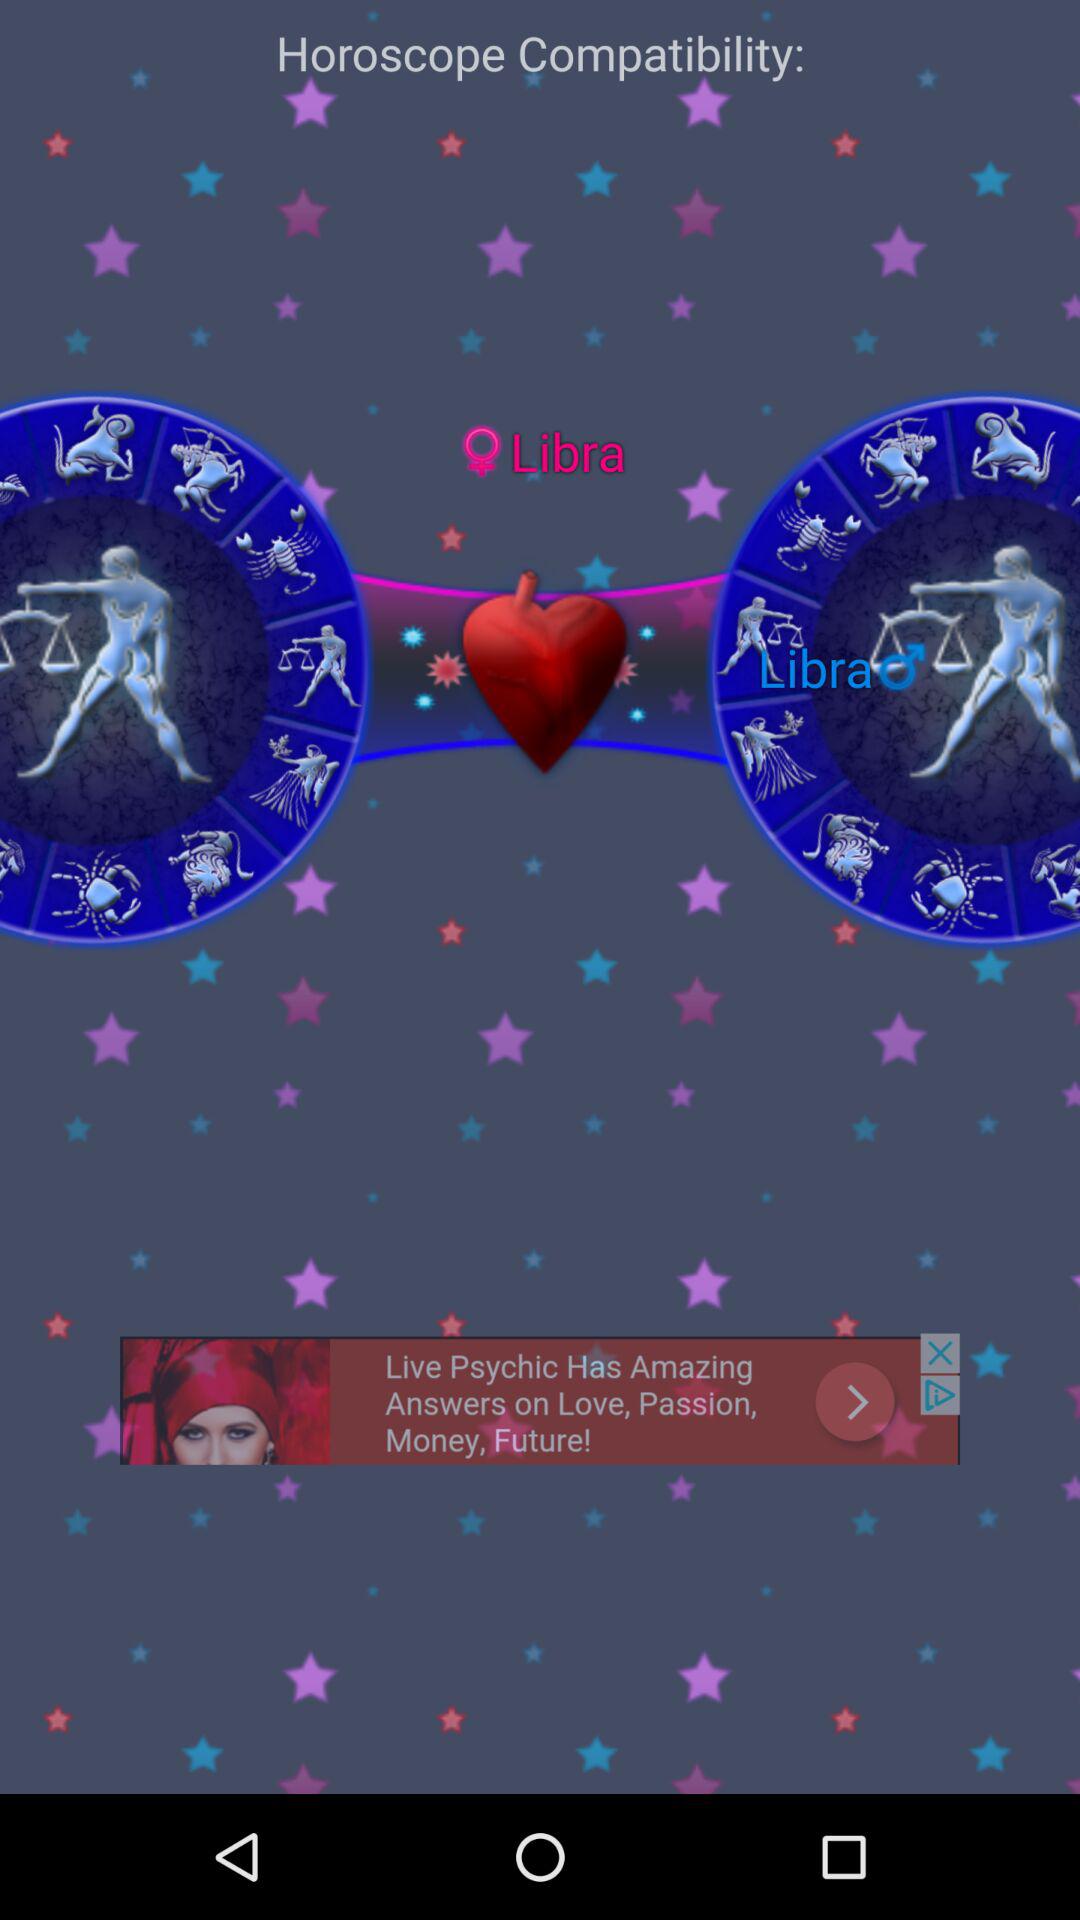 Horoscope Compatibility:
♀Libra
Libra♂
Live Psychic Has Amazing
Answers on Love, Passion,
Money, Future!